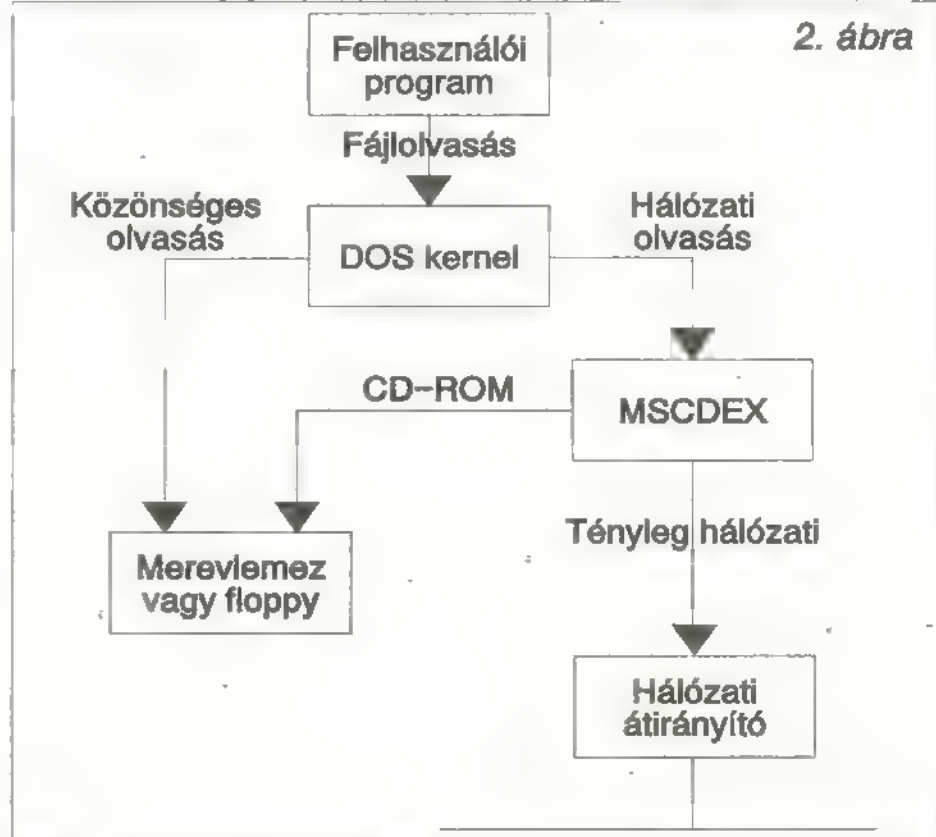 2. ábra
Felhasználói
program
Fájlolvasás
Közönséges
olvasás
DOS kernel
Hálózati
olvasás
CD-ROM
MSCDEX
Merevlemez
vagy floppy
Tényleg hálózati
Hálózati
átirányító